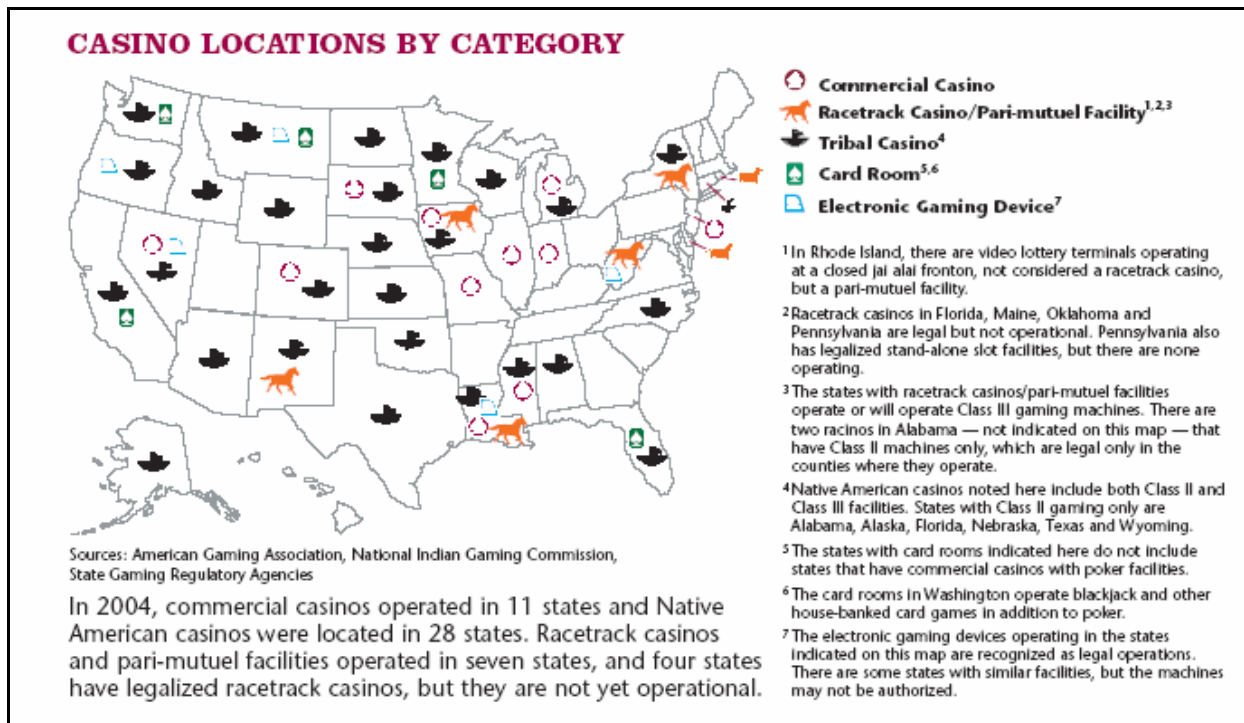 CASINO LOCATIONS BY CATEGORY
Commercial Casino
Racetrack Casino/Pari-mutuel Facility1,2,3
Tribal Casino4
Card Room5,6
Electronic Gaming Device7
1 In Rhode Island, there are video lottery terminals operating
at a closed jai alai fronton, not considered a racetrack casino,
but a pari-mutuel facility.
2 Racetrack casinos in Florida, Maine, Oklahoma and
Pennsylvania are legal but not operational. Pennsylvania also
has legalized stand-alone slot facilities, but there are none
operating.
3 The states with racetrack casinos/pari-mutuel facilities
operate or will operate Class III gaming machines. There are
two racinos in Alabama — not indicated on this map — that
have Class II machines only, which are legal only in the
counties where they operate.
4 Native American casinos noted here include both Class II and
Class III facilities. States with Class II gaming only are
Alabama, Alaska, Florida, Nebraska, Texas and Wyoming.
5 The states with card rooms indicated here do not include
states that have commercial casinos with poker facilities.
6 The card rooms in Washington operate blackjack and other
house-banked card games in addition to poker.
7 The electronic gaming devices operating in the states
indicated on this map are recognized as legal operations.
There are some states with similar facilities, but the machines
may not be authorized.
Sources: American Gaming Association, National Indian Gaming Commission,
State Gaming Regulatory Agencies
In 2004, commercial casinos operated in 11 states and Native
American casinos were located in 28 states. Racetrack casinos
and pari-mutuel facilities operated in seven states, and four states
have legalized racetrack casinos, but they are not yet operational.